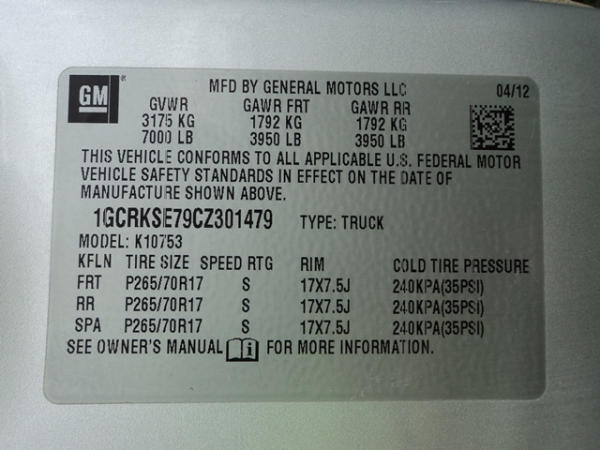 GM
MFD BY GENERAL MOTORS LLC 04/12
GVWR GAWR FRT GAWR RR
3175 KG 1792 KG 1792 KG
7000 LB 3950 LB 3950 LB
THIS VEHICLE CONFORMS TO ALL APPLICABLE U.S. FEDERAL MOTOR
VEHICLE SAFETY STANDARDS IN EFFECT ON THE DATE OF
MANUFACTURE SHOWN ABOVE.
1GCRKSE79CZ301479 TYPE: TRUCK
MODEL: K10753
KFLN TIRE SIZE SPEED RTG RIM COLD TIRE PRESSURE
FRT P265/70R17 S 17X7.5J 240KPA(35PSI)
RR P265/70R17 S 17X7.5J 240KPA(35PSI)
SPA P265/70R17 S 17X7.5J 240KPA(35PSI)
SEE OWNER'S MANUAL i FOR MORE INFORMATION.